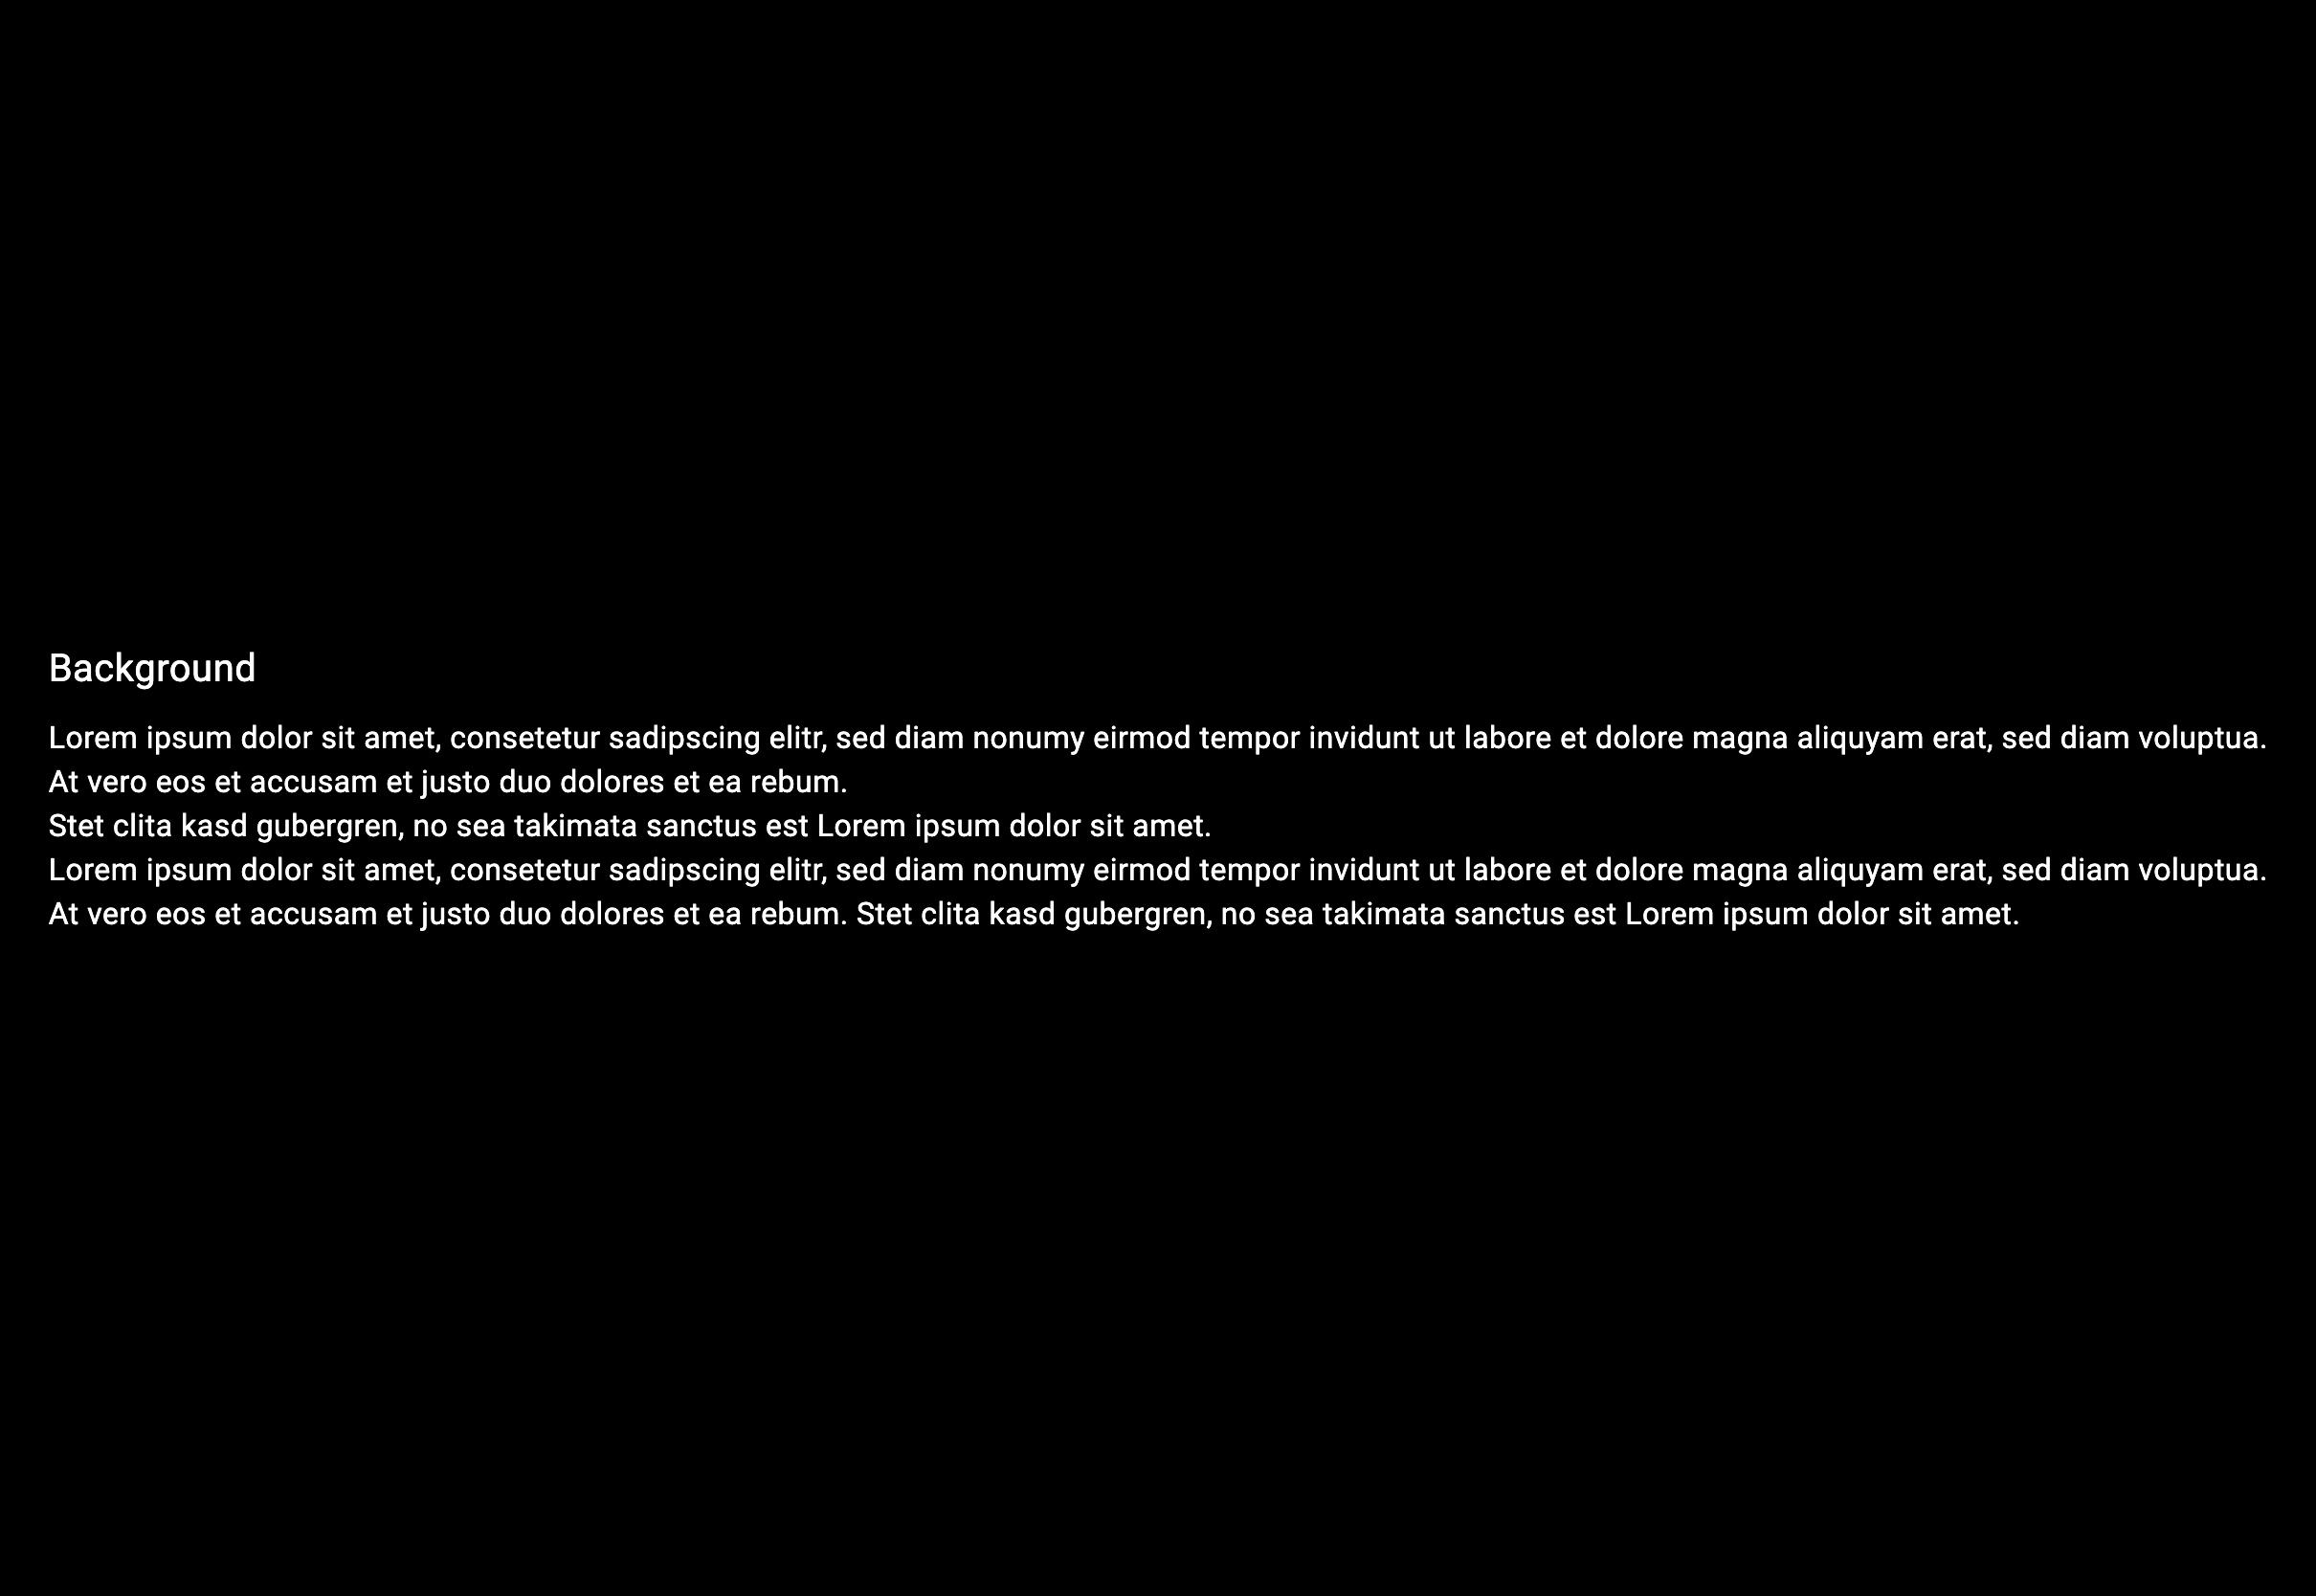 Background
Lorem ipsum dolor sit amet, consetetur sadipscing elitr, sed diam nonumy eirmod tempor invidunt ut labore et dolore magna aliquyam erat, sed diam voluptua.
At vero eos et accusam et justo duo dolores et ea rebum.
Stet clita kasd gubergren, no sea takimata sanctus est Lorem ipsum dolor sit amet.
Lorem ipsum dolor sit amet, consetetur sadipscing elitr, sed diam nonumy eirmod tempor invidunt ut labore et dolore magna aliquyam erat, sed diam voluptua.
At vero eos et accusam et justo duo dolores et ea rebum. Stet clita kasd gubergren, no sea takimata sanctus est Lorem ipsum dolor sit amet.